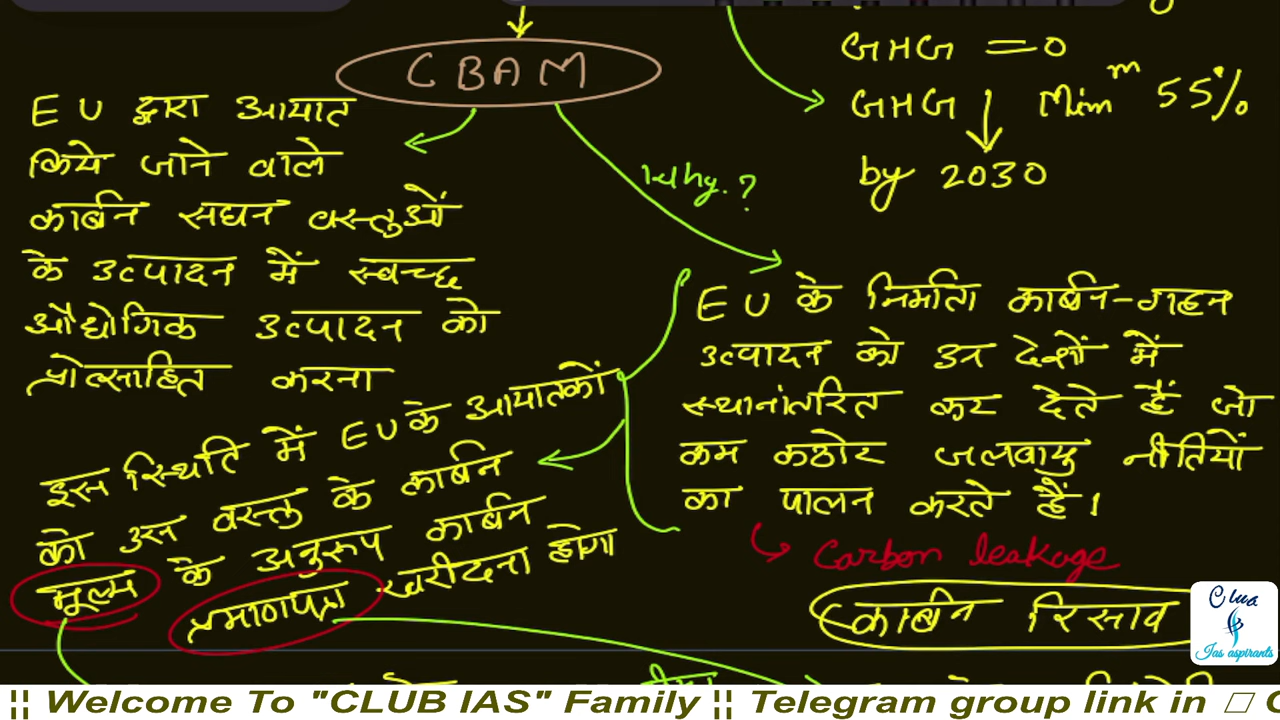 CBAM
GHG = 0
GHG ↓ Minm 55%
by 2030
EU द्वारा आयात
किये जाने वाले
कार्बन सघन वस्तुओं
के उत्पादन में स्वच्छ
औद्योगिक उत्पादन को
प्रोत्साहित करना
Why.?
EU के निर्माता कार्बन-गहन
उत्पादन को उन देशों में
स्थानांतरित कर देते हैं जो
कम कठोर जलवायु नीतियों
का पालन करते हैं।
Carbon leakage
कार्बन रिसाव
इस स्थिति में EU के आयातकों
को उस वस्तु के कार्बन
मूल्य के अनुरूप कार्बन
प्रमाणपत्र खरीदना होगा
Club
Ias aspirants
¦¦ Welcome To "CLUB IAS" Family ¦¦ Telegram group link in